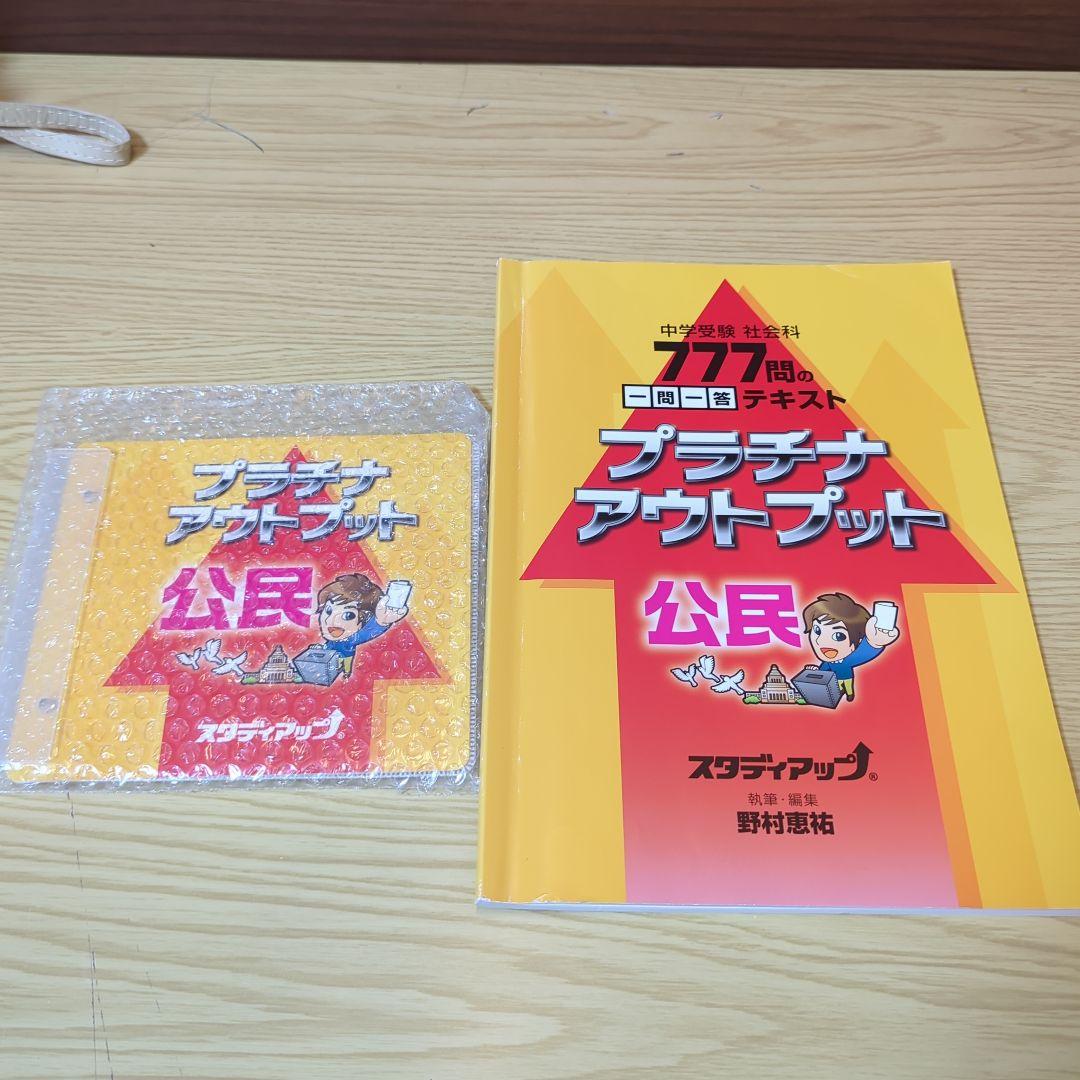 プラチナ
アウトプット
公民
スタディアップ®
中学受験 社会科
777問の
一問一答テキスト
プラチナ
アウトプット
公民
スタディアップ®
執筆・編集
野村恵祐